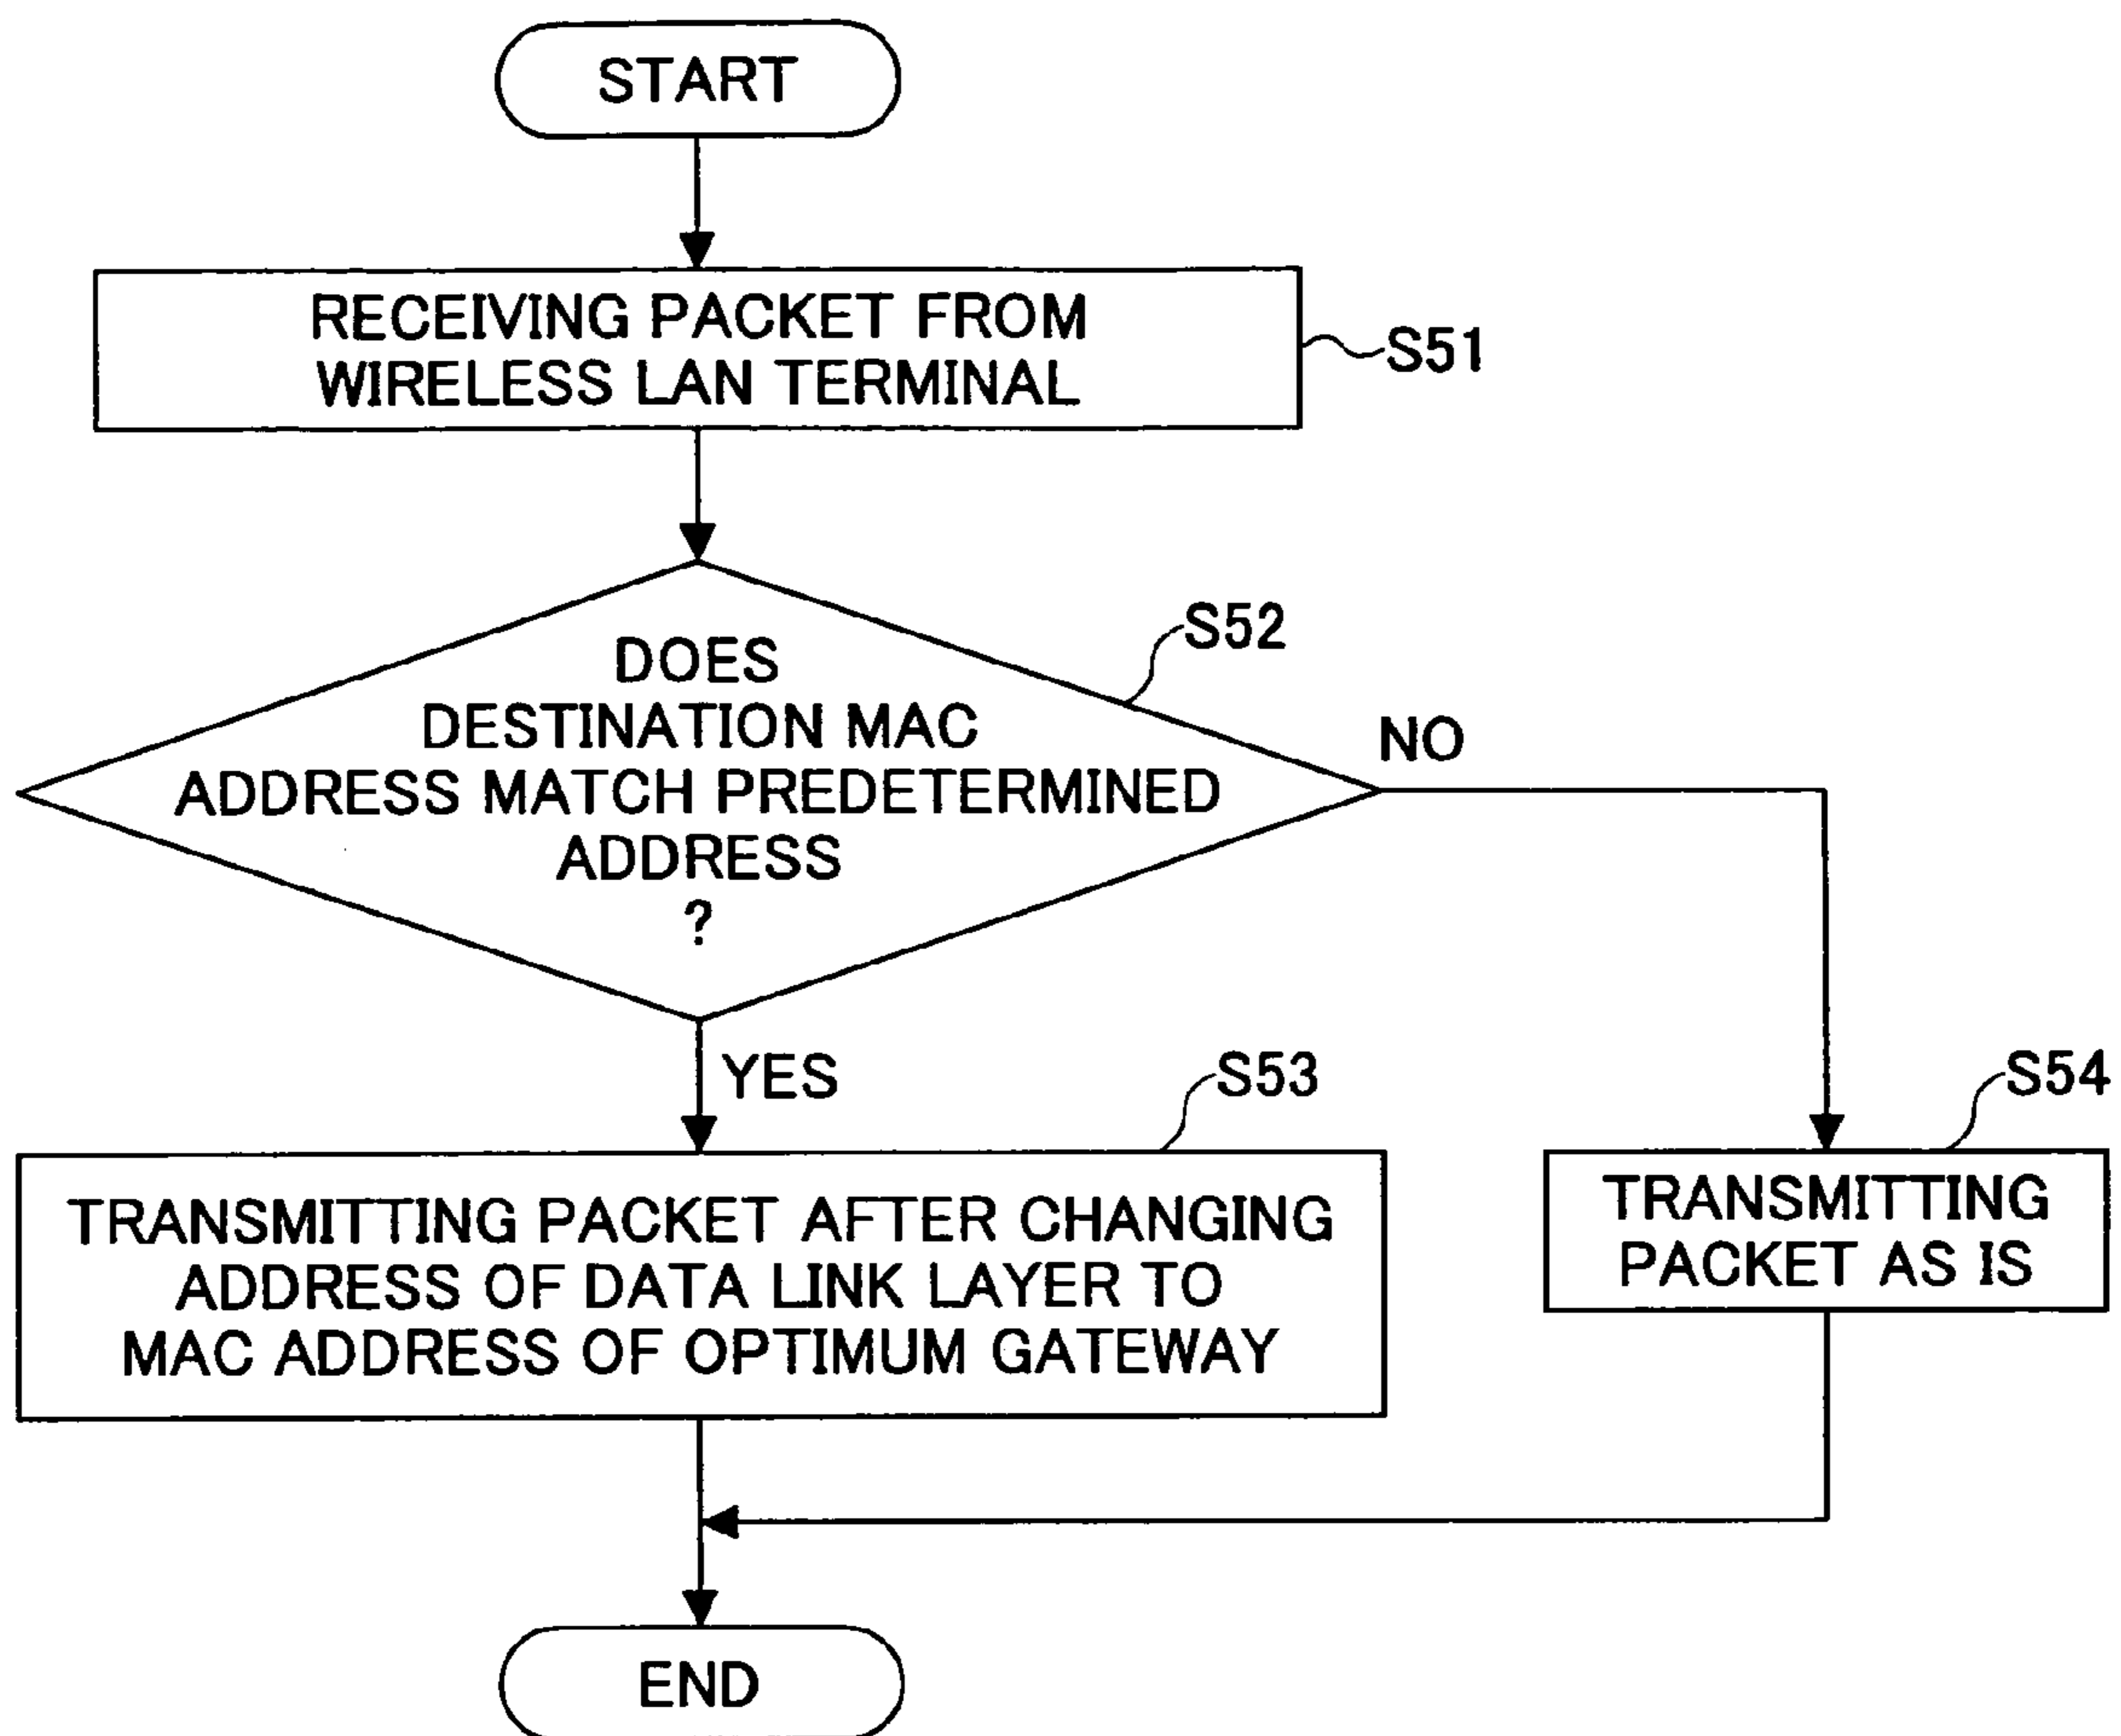 START
RECEIVING PACKET FROM
WIRELESS LAN TERMINAL
S51
S52
DOES
DESTINATION MAC
ADDRESS MATCH PREDETERMINED
ADDRESS
?
NO
YES
S53
TRANSMITTING PACKET AFTER CHANGING
ADDRESS OF DATA LINK LAYER TO
MAC ADDRESS OF OPTIMUM GATEWAY
S54
TRANSMITTING
PACKET AS IS
END